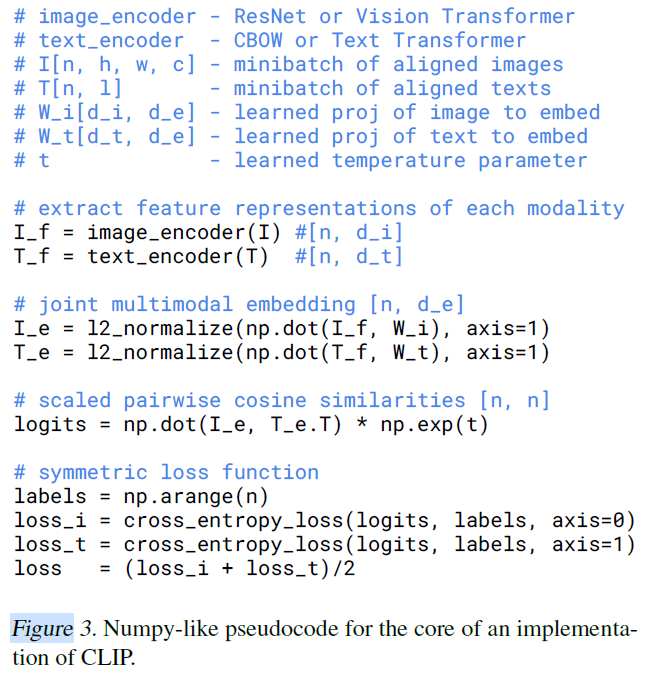 # image_encoder - ResNet or Vision Transformer
# text_encoder - CBOW or Text Transformer
# I[n, h, w, c] - minibatch of aligned images
# T[n, l] - minibatch of aligned texts
# W_i[d_i, d_e] - learned proj of image to embed
# W_t[d_t, d_e] - learned proj of text to embed
# t - learned temperature parameter
# extract feature representations of each modality
I_f = image_encoder(I) #[n, d_i]
T_f = text_encoder(T) #[n, d_t]
# joint multimodal embedding [n, d_e]
I_e = l2_normalize(np.dot(I_f, W_i), axis=1)
T_e = l2_normalize(np.dot(T_f, W_t), axis=1)
# scaled pairwise cosine similarities [n, n]
logits = np.dot(I_e, T_e.T) * np.exp(t)
# symmetric loss function
labels = np.arange(n)
loss_i = cross_entropy_loss(logits, labels, axis=0)
loss_t = cross_entropy_loss(logits, labels, axis=1)
loss = (loss_i + loss_t)/2
Figure 3. Numpy-like pseudocode for the core of an implementa-
tion of CLIP.